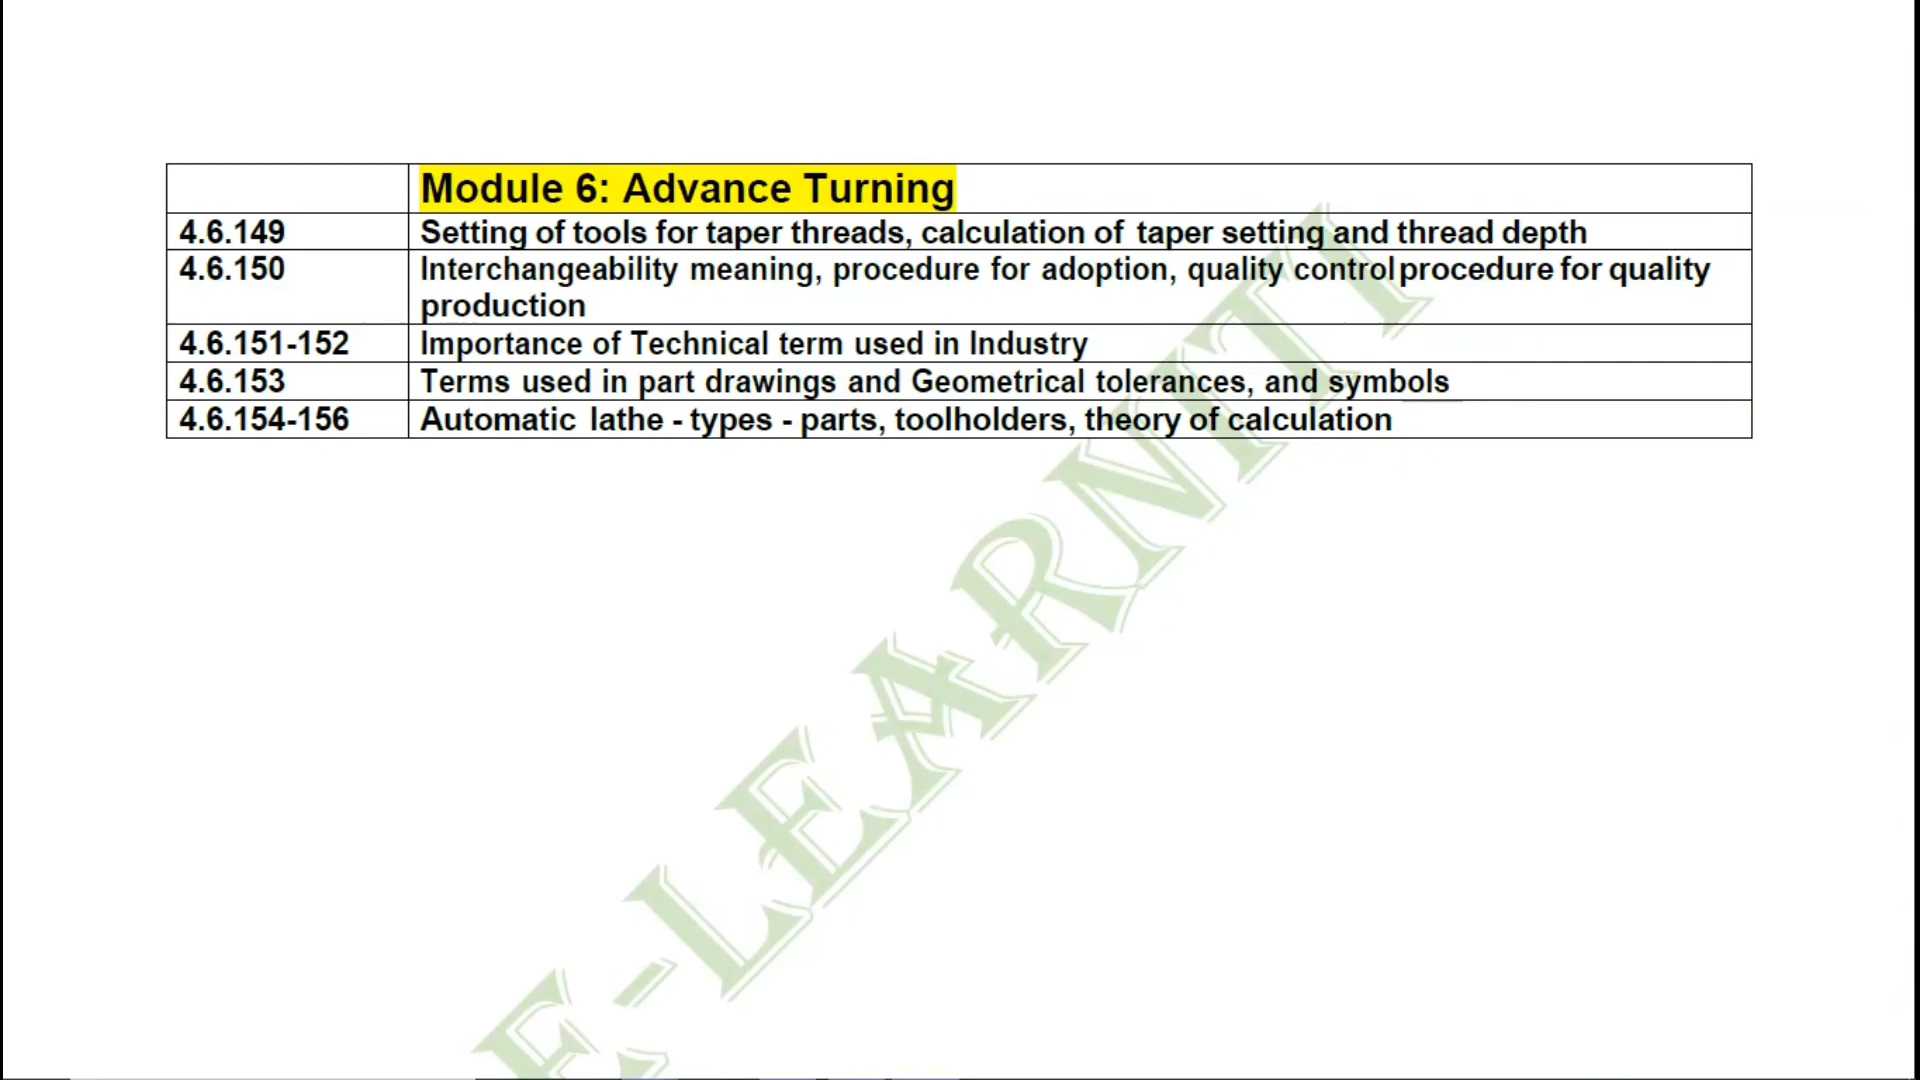 Module 6: Advance Turning
4.6.149 Setting of tools for taper threads, calculation of taper setting and thread depth
4.6.150 Interchangeability meaning, procedure for adoption, quality control procedure for quality
production
4.6.151-152 Importance of Technical term used in Industry
4.6.153 Terms used in part drawings and Geometrical tolerances, and symbols
4.6.154-156 Automatic lathe - types - parts, toolholders, theory of calculation
E-LEARNITI